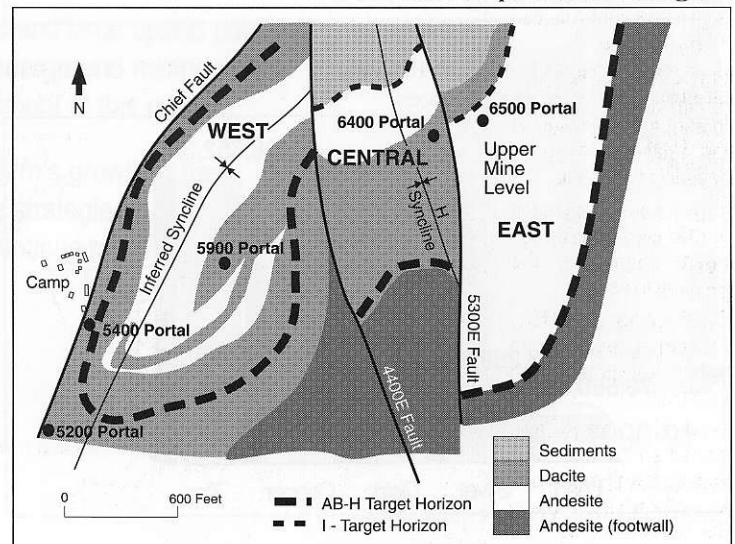 N
Chief Fault
WEST
6400 Portal
6500 Portal
CENTRAL
Upper
Mine
Level
I - H
Syncline
EAST
Inferred Syncline
5900 Portal
Camp
5400 Portal
5300E Fault
4400E Fault
5200 Portal
0 600 Feet
AB-H Target Horizon
I - Target Horizon
Sediments
Dacite
Andesite
Andesite (footwall)